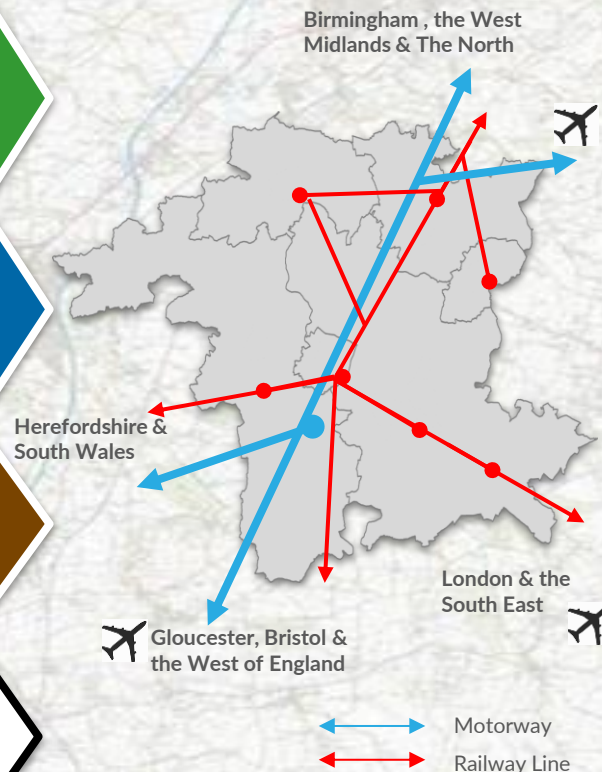 Birmingham , the West
Midlands & The North
Herefordshire &
South Wales
London & the
South East
Gloucester, Bristol &
the West of England
Motorway
Railway Line